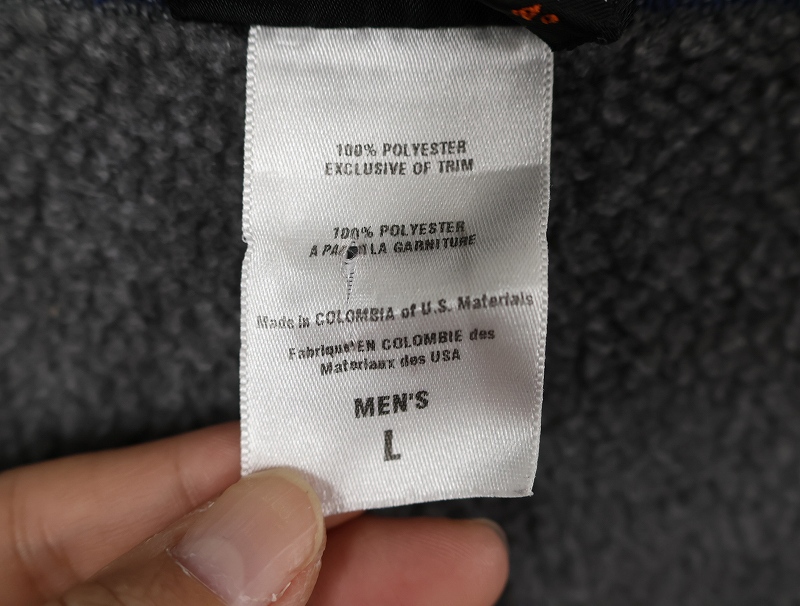 100% POLYESTER
EXCLUSIVE OF TRIM
100% POLYESTER
A LA GARNITURE
Made in COLOMBIA of U.S. Materials
Fabriqué EN COLOMBIE des
Materiaux des USA
MEN'S
L